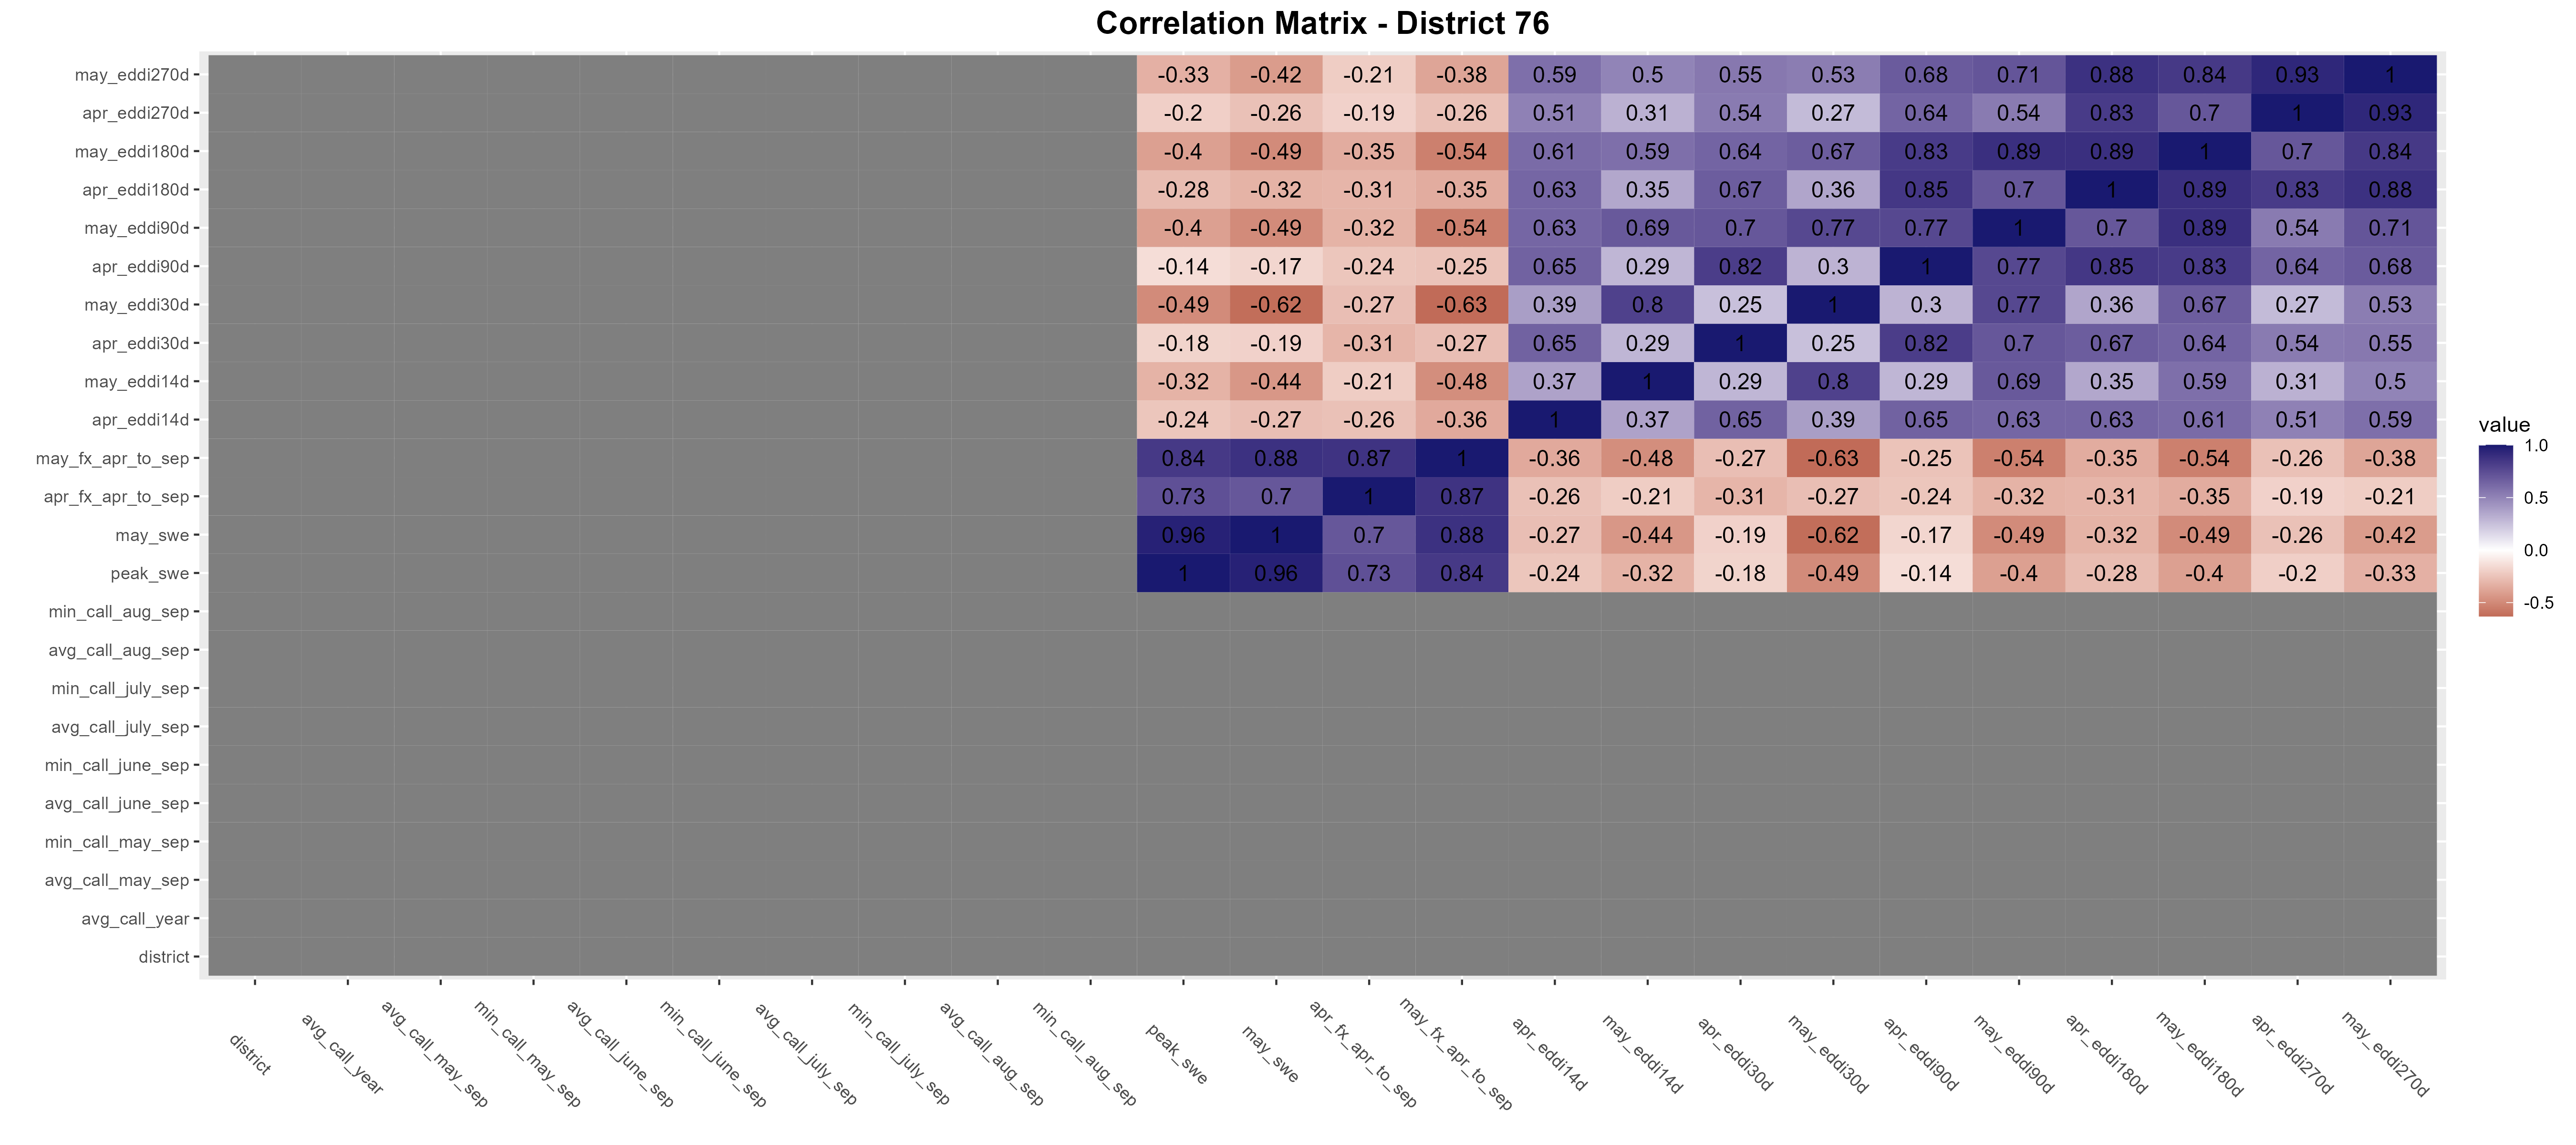 Correlation Matrix - District 76
may_eddi270d -0.33 -0.42 -0.21 -0.38 0.59 0.5 0.55 0.53 0.68 0.71 0.88 0.84 0.93 1
apr_eddi270d -0.2 -0.26 -0.19 -0.26 0.51 0.31 0.54 0.27 0.64 0.54 0.83 0.7 1 0.93
may_eddi180d -0.4 -0.49 -0.35 -0.54 0.61 0.59 0.64 0.67 0.83 0.89 0.89 1 0.7 0.84
apr_eddi180d -0.28 -0.32 -0.31 -0.35 0.63 0.35 0.67 0.36 0.85 0.7 1 0.89 0.83 0.88
may_eddi90d -0.4 -0.49 -0.32 -0.54 0.63 0.69 0.7 0.77 0.77 1 0.7 0.89 0.54 0.71
apr_eddi90d -0.14 -0.17 -0.24 -0.25 0.65 0.29 0.82 0.3 1 0.77 0.85 0.83 0.64 0.68
may_eddi30d -0.49 -0.62 -0.27 -0.63 0.39 0.8 0.25 1 0.3 0.77 0.36 0.67 0.27 0.53
apr_eddi30d -0.18 -0.19 -0.31 -0.27 0.65 0.29 1 0.25 0.82 0.7 0.67 0.64 0.54 0.55
may_eddi14d -0.32 -0.44 -0.21 -0.48 0.37 1 0.29 0.8 0.29 0.69 0.35 0.59 0.31 0.5
apr_eddi14d -0.24 -0.27 -0.26 -0.36 1 0.37 0.65 0.39 0.65 0.63 0.63 0.61 0.51 0.59
may_fx_apr_to_sep 0.84 0.88 0.87 1 -0.36 -0.48 -0.27 -0.63 -0.25 -0.54 -0.35 -0.54 -0.26 -0.38
apr_fx_apr_to_sep 0.73 0.7 1 0.87 -0.26 -0.21 -0.31 -0.27 -0.24 -0.32 -0.31 -0.35 -0.19 -0.21
may_swe 0.96 1 0.7 0.88 -0.27 -0.44 -0.19 -0.62 -0.17 -0.49 -0.32 -0.49 -0.26 -0.42
peak_swe 1 0.96 0.73 0.84 -0.24 -0.32 -0.18 -0.49 -0.14 -0.4 -0.28 -0.4 -0.2 -0.33
min_call_aug_sep
avg_call_aug_sep
min_call_july_sep
avg_call_july_sep
min_call_june_sep
avg_call_june_sep
min_call_may_sep
avg_call_may_sep
avg_call_year
district
district
avg_call_year
avg_call_may_sep
min_call_may_sep
avg_call_june_sep
min_call_june_sep
avg_call_july_sep
min_call_july_sep
avg_call_aug_sep
min_call_aug_sep
peak_swe
may_swe
apr_fx_apr_to_sep
may_fx_apr_to_sep
apr_eddi14d
may_eddi14d
apr_eddi30d
may_eddi30d
apr_eddi90d
may_eddi90d
apr_eddi180d
may_eddi180d
apr_eddi270d
may_eddi270d
value
1.0
0.5
0.0
-0.5